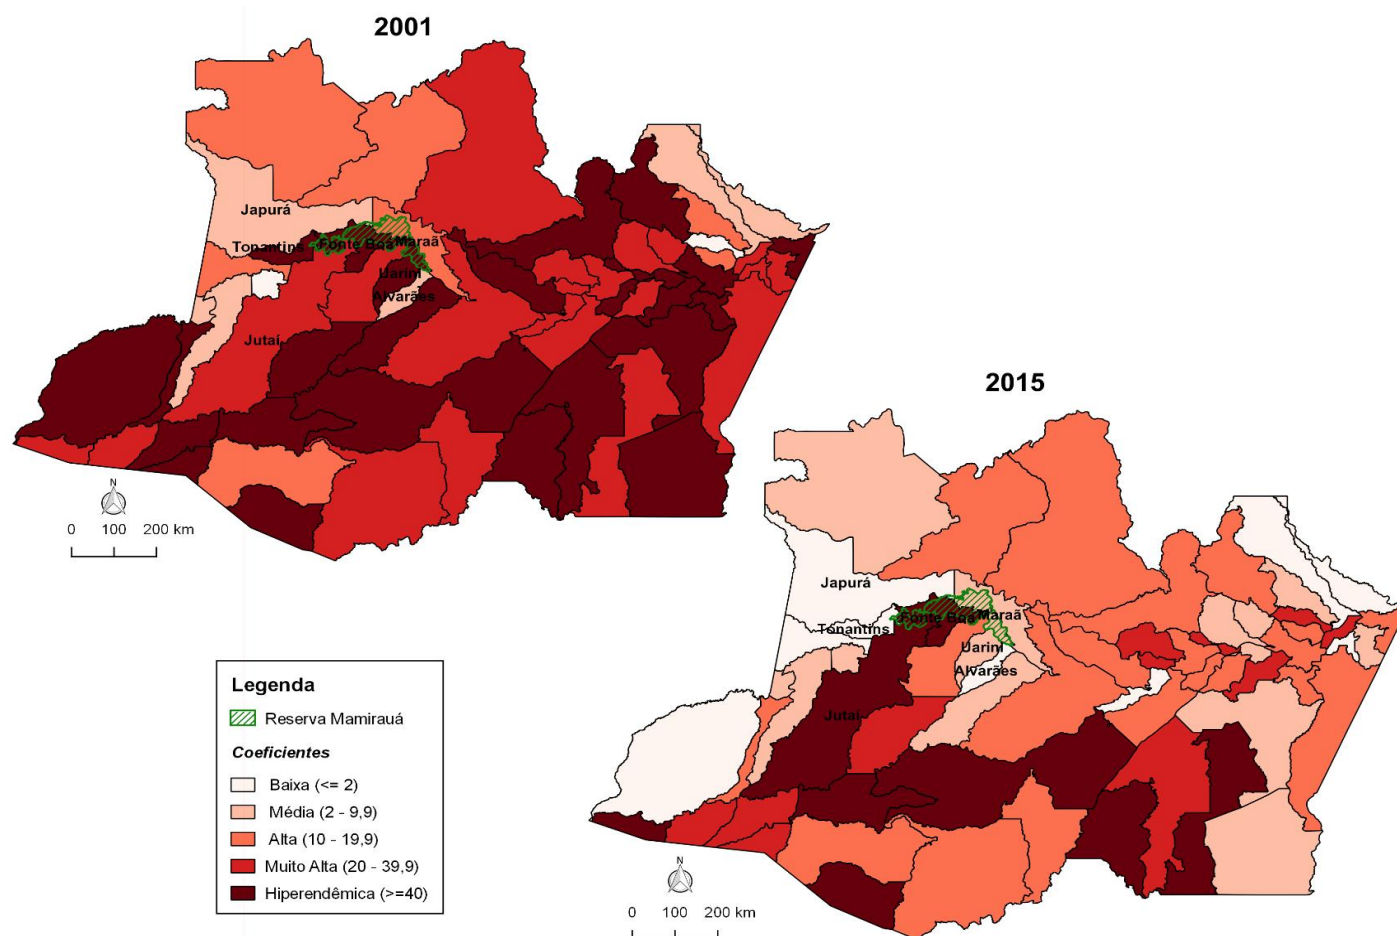 2001
Japurá
Tonantins
Fonte Boa
Maraã
Uarini
Alvarães
Jutaí
N
0 100 200 km
2015
Japurá
Tonantins
Fonte Boa
Maraã
Uarini
Alvarães
Jutaí
N
0 100 200 km
Legenda
Reserva Mamirauá
Coeficientes
Baixa (<= 2)
Média (2 - 9,9)
Alta (10 - 19,9)
Muito Alta (20 - 39,9)
Hiperendêmica (>=40)